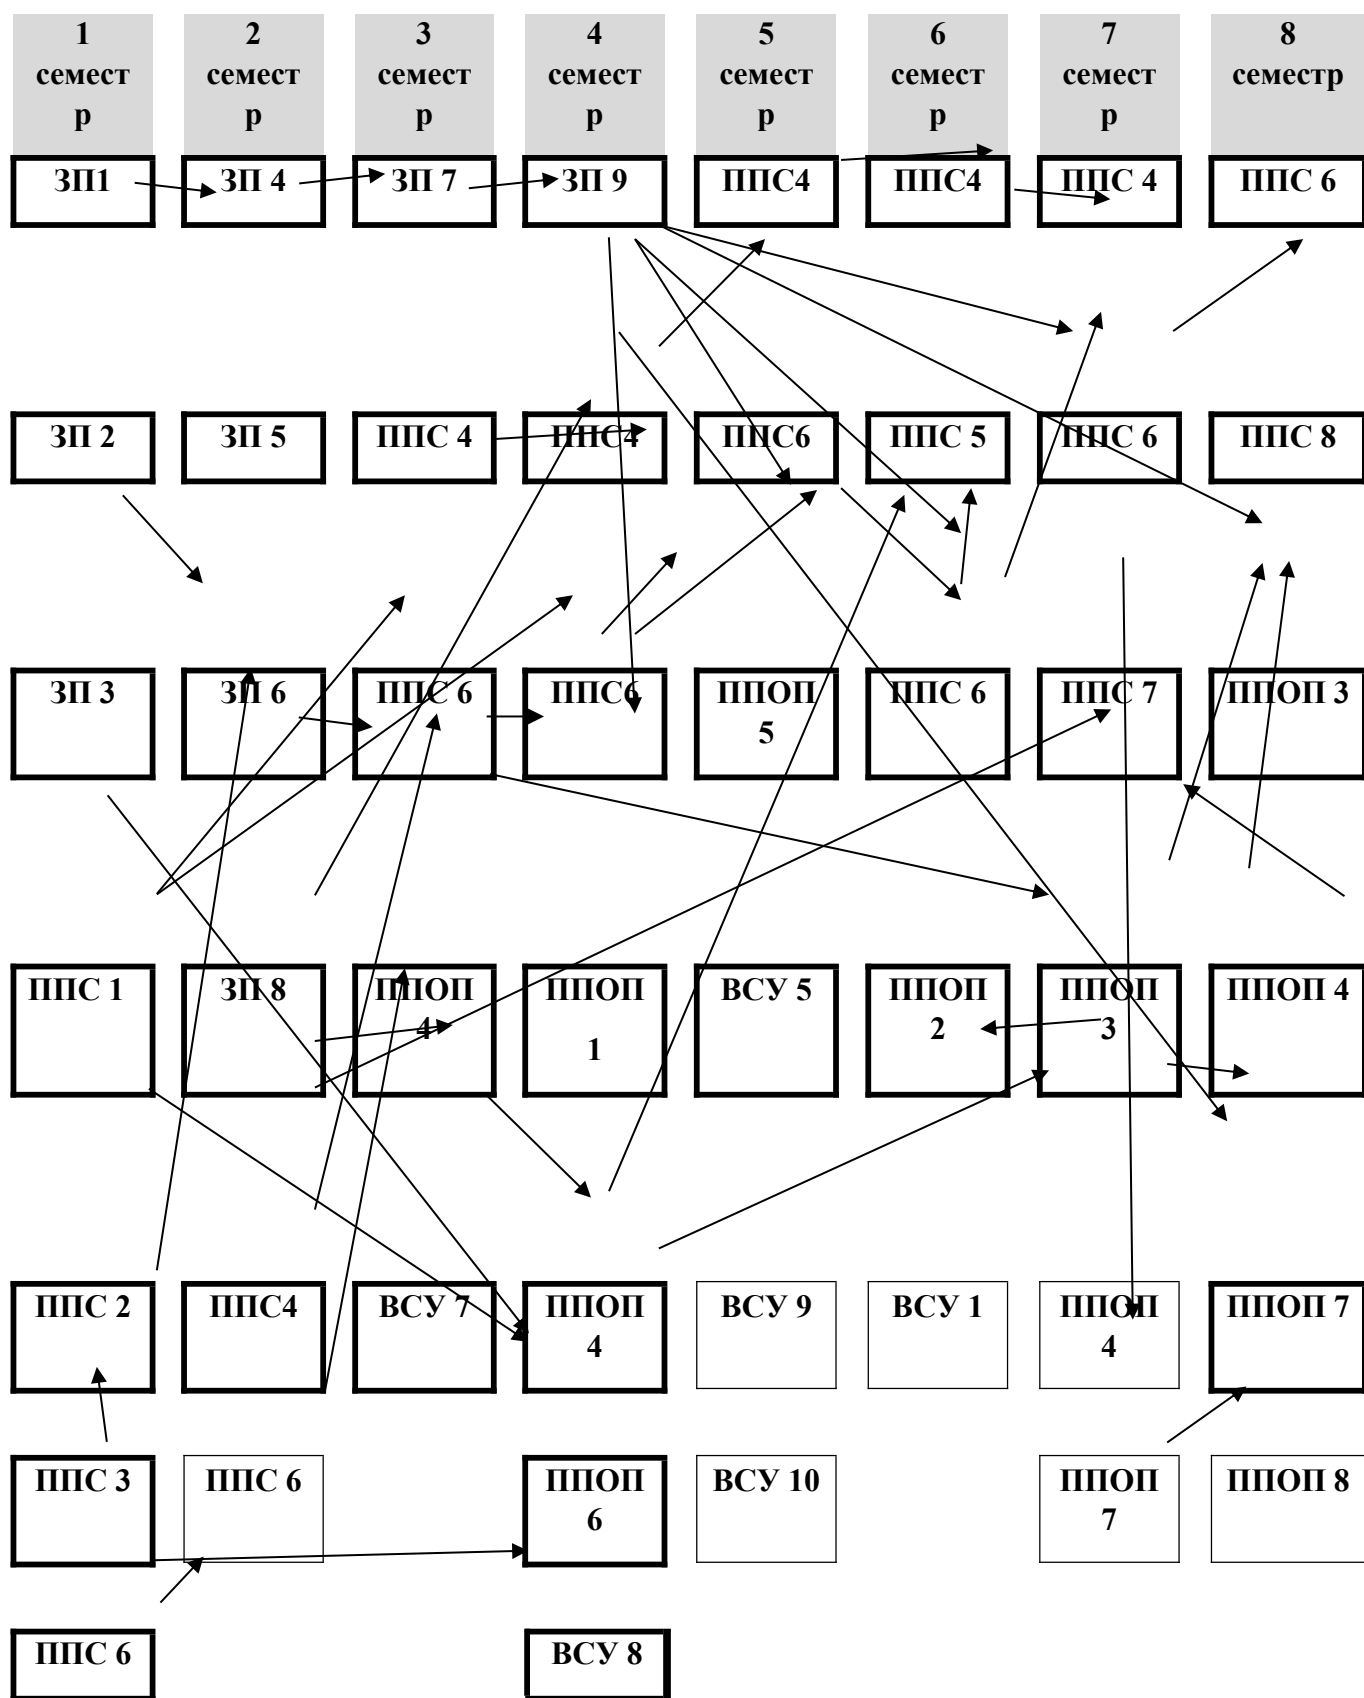 1 семест р
2 семест р
3 семест р
4 семест р
5 семест р
6 семест р
7 семест р
8 семестр
ЗП1 ЗП 4 ЗП 7 ЗП 9 ППС4 ППС4 ППС 4 ППС 6
ЗП 2 ЗП 5 ППС 4 ППС4 ППС6 ППС 5 ППС 6 ППС 8
ЗП 3 ЗП 6 ППС 6 ППС6 ППОП 5 ППС 6 ППС 7 ППОП 3
ППС 1 ЗП 8 ППОП 4 ППОП 1 ВСУ 5 ППОП 2 ППОП 3 ППОП 4
ППС 2 ППС4 ВСУ 7 ППОП 4 ВСУ 9 ВСУ 1 ППОП 4 ППОП 7
ППС 3 ППС 6 ППОП 6 ВСУ 10 ППОП 7 ППОП 8
ППС 6 ВСУ 8